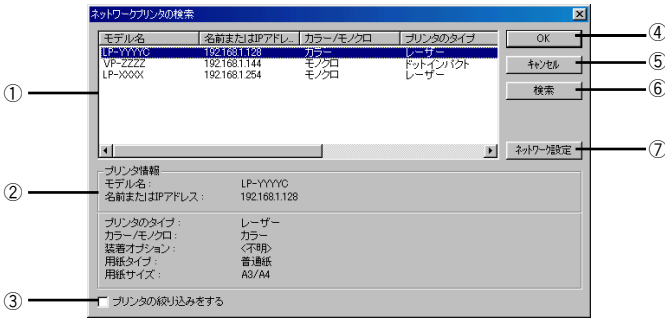 ネットワークプリンタの検索
モデル名 名前またはIPアドレ... カラー/モノクロ プリンタのタイプ
LP-YYYYC 192.168.1.128 カラー レーザー
VP-ZZZZ 192.168.1.144 モノクロ ドットインパクト
LP-XXXX 192.168.1.254 モノクロ レーザー
OK
キャンセル
検索
ネットワーク設定
プリンタ情報
モデル名: LP-YYYYC
名前またはIPアドレス: 192.168.1.128
プリンタのタイプ: レーザー
カラー/モノクロ: カラー
装着オプション: <不明>
用紙タイプ: 普通紙
用紙サイズ: A3/A4
プリンタの絞り込みをする
①
②
③
④
⑤
⑥
⑦